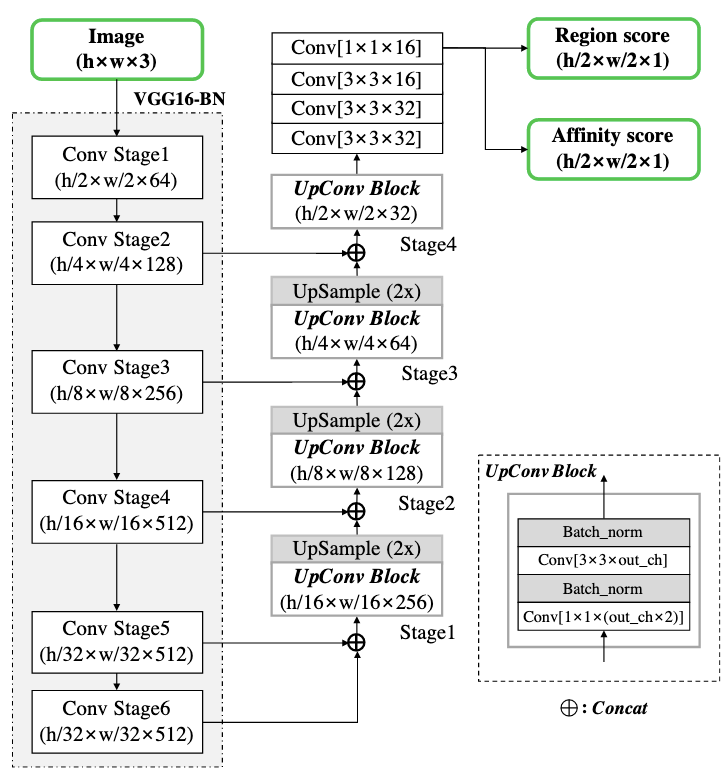 Image
(h×w×3)
VGG16-BN
Conv Stage1
(h/2×w/2×64)
Conv Stage2
(h/4×w/4×128)
Conv Stage3
(h/8×w/8×256)
Conv Stage4
(h/16×w/16×512)
Conv Stage5
(h/32×w/32×512)
Conv Stage6
(h/32×w/32×512)
Conv[1×1×16]
Conv[3×3×16]
Conv[3×3×32]
Conv[3×3×32]
UpConv Block
(h/2×w/2×32)
Stage4
UpSample (2x)
UpConv Block
(h/4×w/4×64)
Stage3
UpSample (2x)
UpConv Block
(h/8×w/8×128)
Stage2
UpSample (2x)
UpConv Block
(h/16×w/16×256)
Stage1
Region score
(h/2×w/2×1)
Affinity score
(h/2×w/2×1)
UpConv Block
Batch_norm
Conv[3×3×out_ch]
Batch_norm
Conv[1×1×(out_ch×2)]
⊕ : Concat